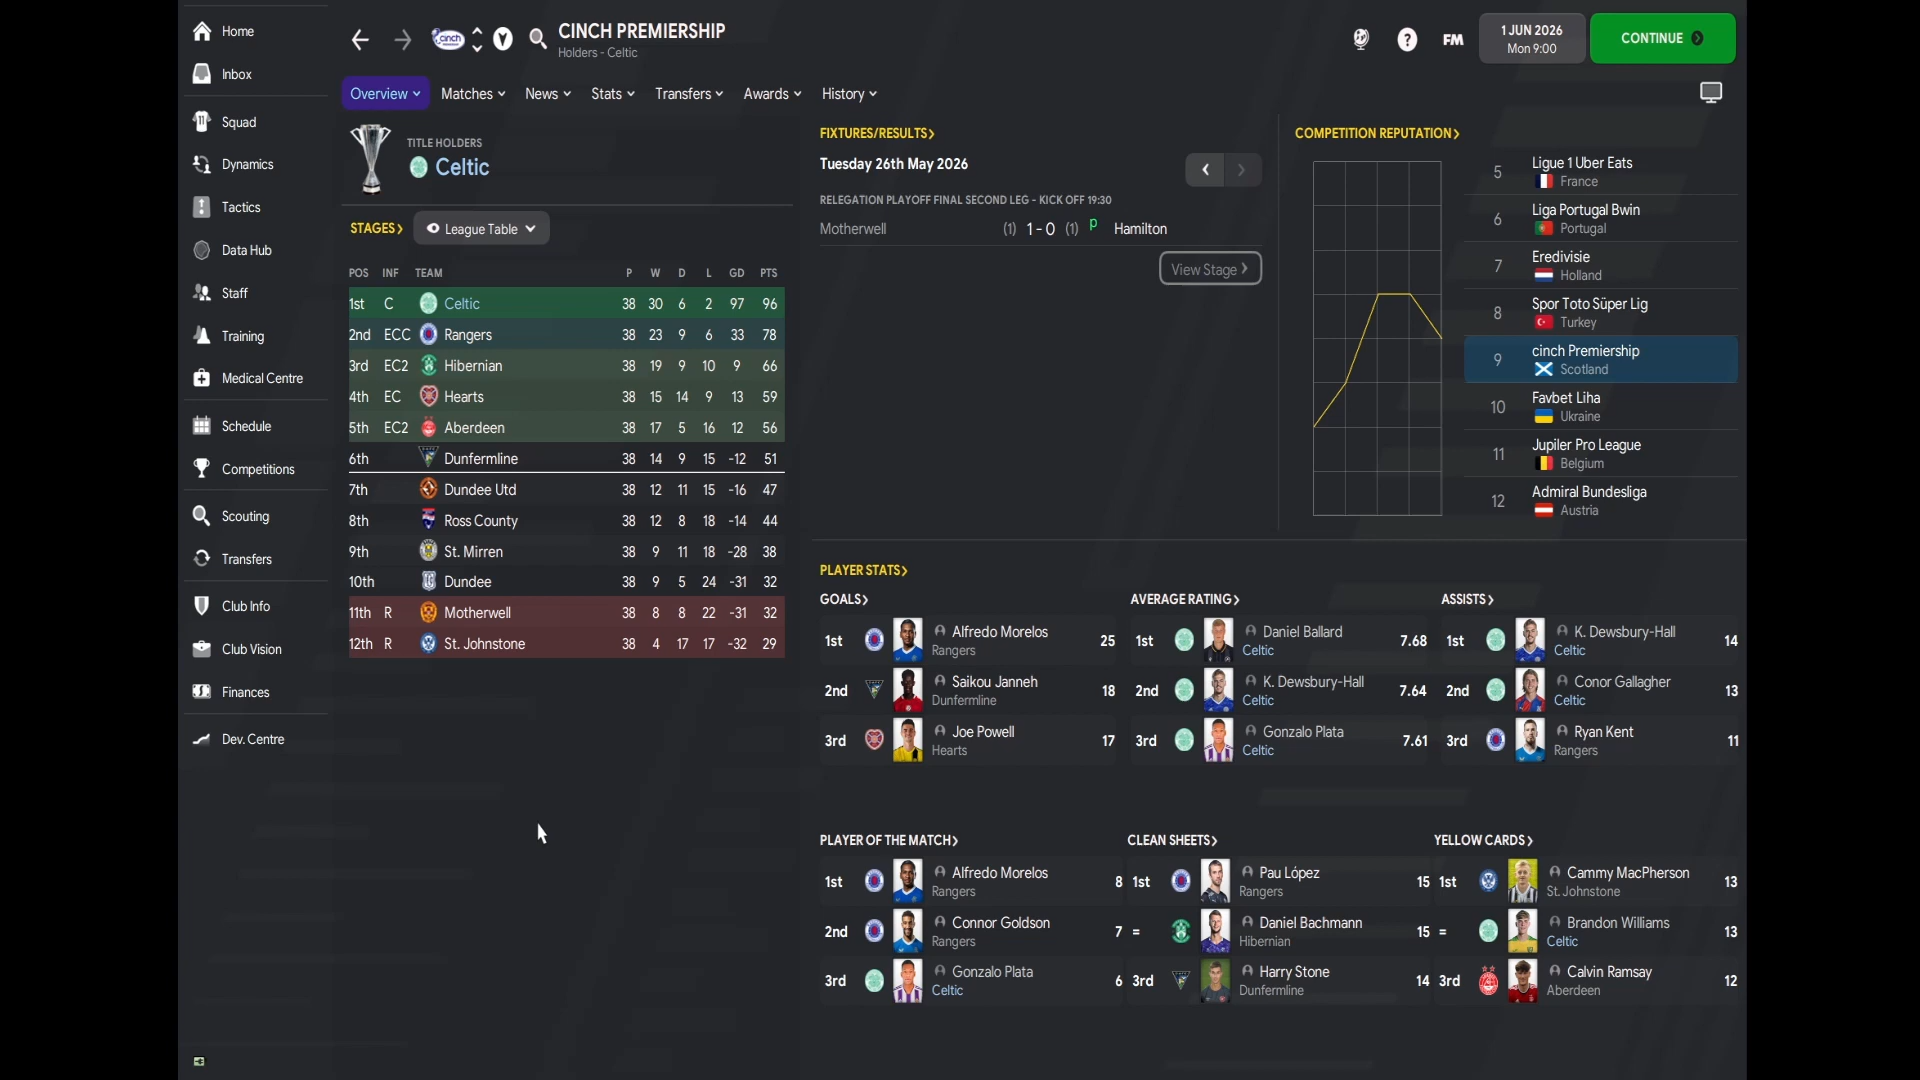 Home
Inbox
Squad
Dynamics
Tactics
Data Hub
Staff
Training
Medical Centre
Schedule
Competitions
Scouting
Transfers
Club Info
Club Vision
Finances
Dev. Centre
cinch
CINCH PREMIERSHIP
Holders - Celtic
? FM
1 JUN 2026
Mon 9:00
CONTINUE
Overview Matches News Stats Transfers Awards History
TITLE HOLDERS
Celtic
STAGES> League Table
POS INF TEAM P W D L GD PTS
1st C Celtic 38 30 6 2 97 96
2nd ECC Rangers 38 23 9 6 33 78
3rd EC2 Hibernian 38 19 9 10 9 66
4th EC Hearts 38 15 14 9 13 59
5th EC2 Aberdeen 38 17 5 16 12 56
6th Dunfermline 38 14 9 15 -12 51
7th Dundee Utd 38 12 11 15 -16 47
8th Ross County 38 12 8 18 -14 44
9th St. Mirren 38 9 11 18 -28 38
10th Dundee 38 9 5 24 -31 32
11th R Motherwell 38 8 8 22 -31 32
12th R St. Johnstone 38 4 17 17 -32 29
FIXTURES/RESULTS>
Tuesday 26th May 2026
RELEGATION PLAYOFF FINAL SECOND LEG - KICK OFF 19:30
Motherwell (1) 1 - 0 (1) p Hamilton
View Stage >
COMPETITION REPUTATION>
5 Ligue 1 Uber Eats
France
6 Liga Portugal Bwin
Portugal
7 Eredivisie
Holland
8 Spor Toto Süper Lig
Turkey
9 cinch Premiership
Scotland
10 Favbet Liha
Ukraine
11 Jupiler Pro League
Belgium
12 Admiral Bundesliga
Austria
PLAYER STATS>
GOALS>
1st Alfredo Morelos 25
Rangers
2nd Saikou Janneh 18
Dunfermline
3rd Joe Powell 17
Hearts
AVERAGE RATING>
1st Daniel Ballard 7.68
Celtic
2nd K. Dewsbury-Hall 7.64
Celtic
3rd Gonzalo Plata 7.61
Celtic
ASSISTS>
1st K. Dewsbury-Hall 14
Celtic
2nd Conor Gallagher 13
Celtic
3rd Ryan Kent 11
Rangers
PLAYER OF THE MATCH>
1st Alfredo Morelos 8
Rangers
2nd Connor Goldson 7
Rangers
3rd Gonzalo Plata 6
Celtic
CLEAN SHEETS>
1st Pau López 15
Rangers
= Daniel Bachmann 15
Hibernian
3rd Harry Stone 14
Dunfermline
YELLOW CARDS>
1st Cammy MacPherson 13
St. Johnstone
= Brandon Williams 13
Celtic
3rd Calvin Ramsay 12
Aberdeen